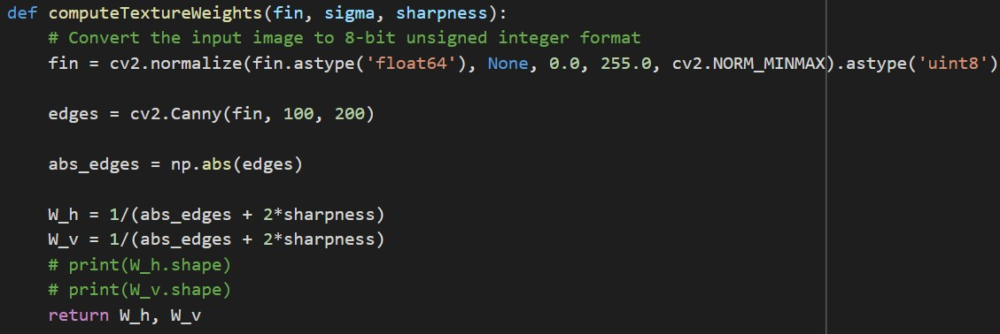 def computeTextureWeights(fin, sigma, sharpness):
    # Convert the input image to 8-bit unsigned integer format
    fin = cv2.normalize(fin.astype('float64'), None, 0.0, 255.0, cv2.NORM_MINMAX).astype('uint8')
    edges = cv2.Canny(fin, 100, 200)
    abs_edges = np.abs(edges)
    W_h = 1/(abs_edges + 2*sharpness)
    W_v = 1/(abs_edges + 2*sharpness)
    # print(W_h.shape)
    # print(W_v.shape)
    return W_h, W_v